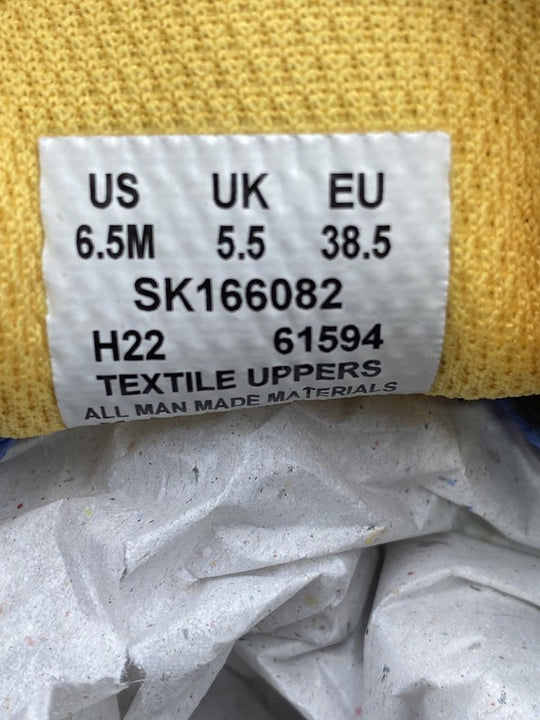 US UK EU
6.5M 5.5 38.5
SK166082
H22 61594
TEXTILE UPPERS
ALL MAN MADE MATERIALS